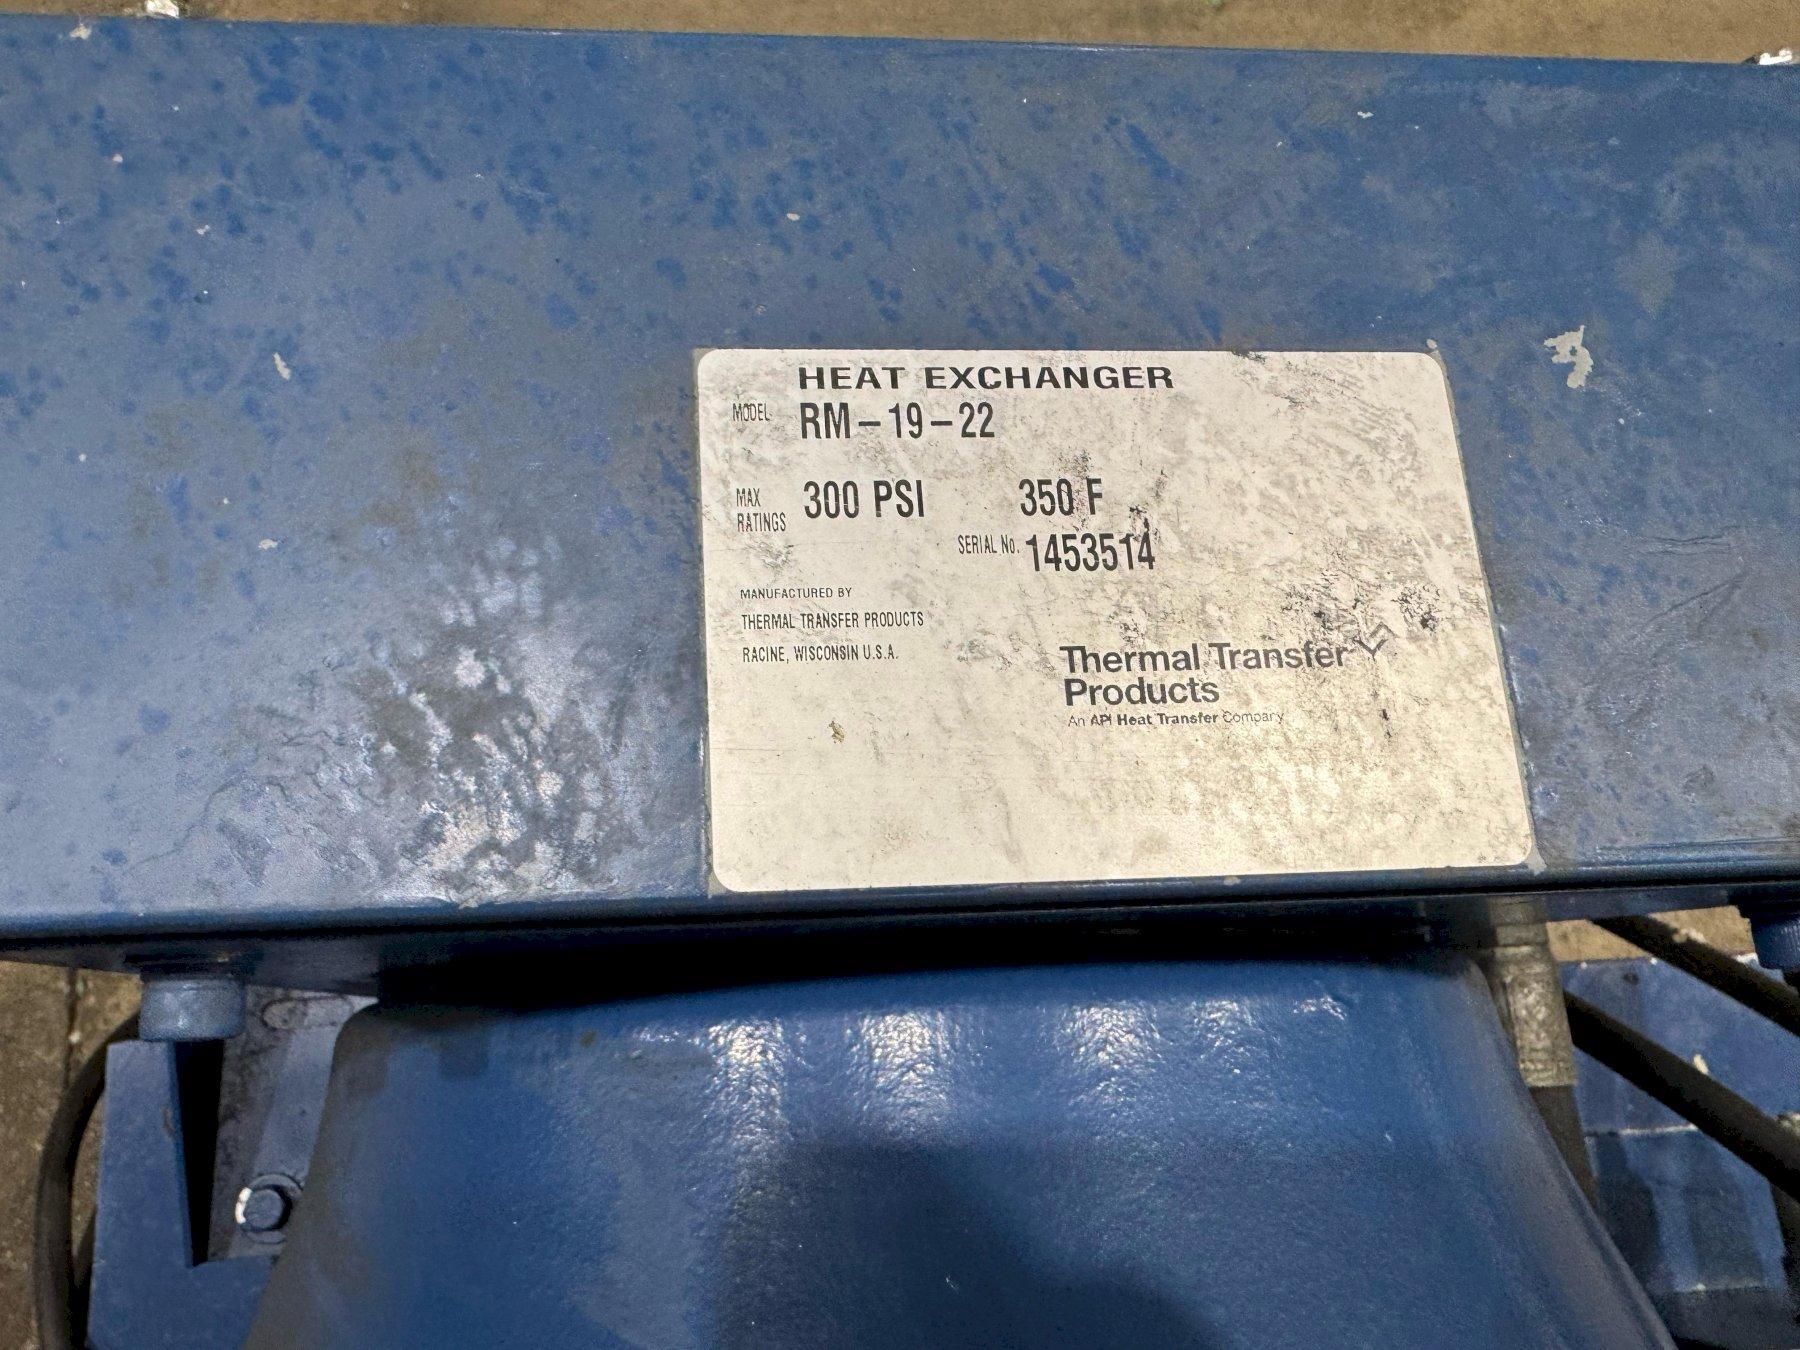 HEAT EXCHANGER
MODEL RM-19-22
MAX RATINGS 300 PSI 350 F
SERIAL No. 1453514
MANUFACTURED BY
THERMAL TRANSFER PRODUCTS
RACINE, WISCONSIN U.S.A.
Thermal Transfer
Products
An API Heat Transfer Company